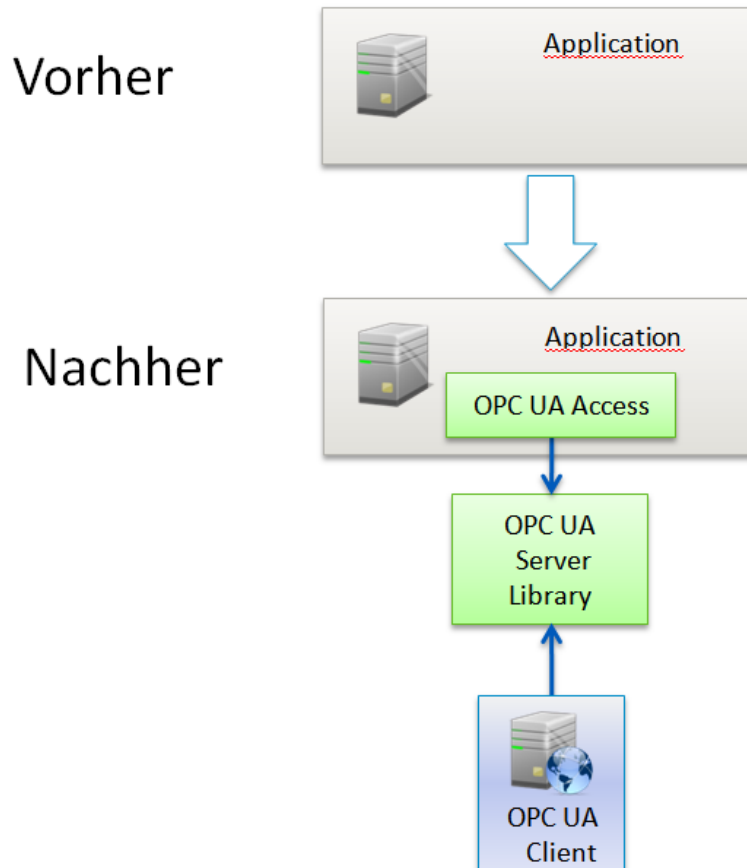 Vorher
Application
Nachher
Application
OPC UA Access
OPC UA
Server
Library
OPC UA
Client